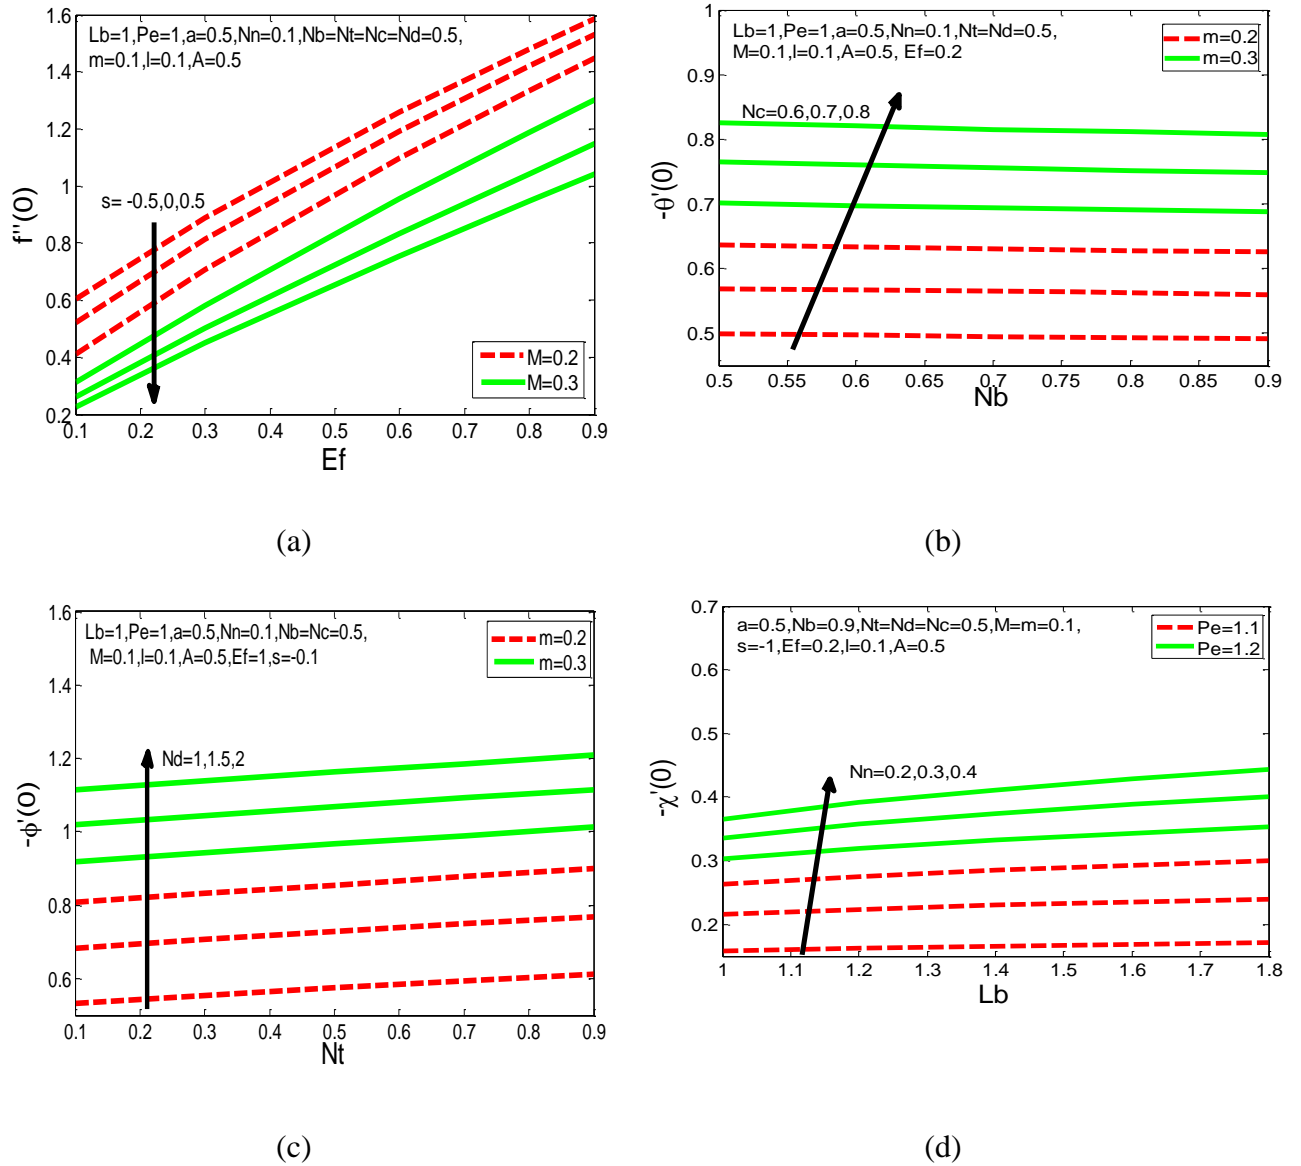 Lb=1,Pe=1,a=0.5,Nn=0.1,Nb=Nt=Nc=Nd=0.5,
m=0.1,l=0.1,A=0.5
s= -0.5,0,0.5
M=0.2
M=0.3
1.6
1.4
1.2
1
0.8
0.6
0.4
0.2
0.1 0.2 0.3 0.4 0.5 0.6 0.7 0.8 0.9
f''(0)
Ef
(a)
Lb=1,Pe=1,a=0.5,Nn=0.1,Nt=Nd=0.5,
M=0.1,l=0.1,A=0.5, Ef=0.2
m=0.2
m=0.3
Nc=0.6,0.7,0.8
1
0.9
0.8
0.7
0.6
0.5
0.5 0.55 0.6 0.65 0.7 0.75 0.8 0.85 0.9
-θ'(0)
Nb
(b)
Lb=1,Pe=1,a=0.5,Nn=0.1,Nb=Nc=0.5,
M=0.1,l=0.1,A=0.5,Ef=1,s=-0.1
m=0.2
m=0.3
Nd=1,1.5,2
1.6
1.4
1.2
1
0.8
0.6
0.1 0.2 0.3 0.4 0.5 0.6 0.7 0.8 0.9
-ϕ'(0)
Nt
(c)
a=0.5,Nb=0.9,Nt=Nd=Nc=0.5,M=m=0.1,
s=-1,Ef=0.2,l=0.1,A=0.5
Pe=1.1
Pe=1.2
Nn=0.2,0.3,0.4
0.7
0.6
0.5
0.4
0.3
0.2
1 1.1 1.2 1.3 1.4 1.5 1.6 1.7 1.8
-χ'(0)
Lb
(d)